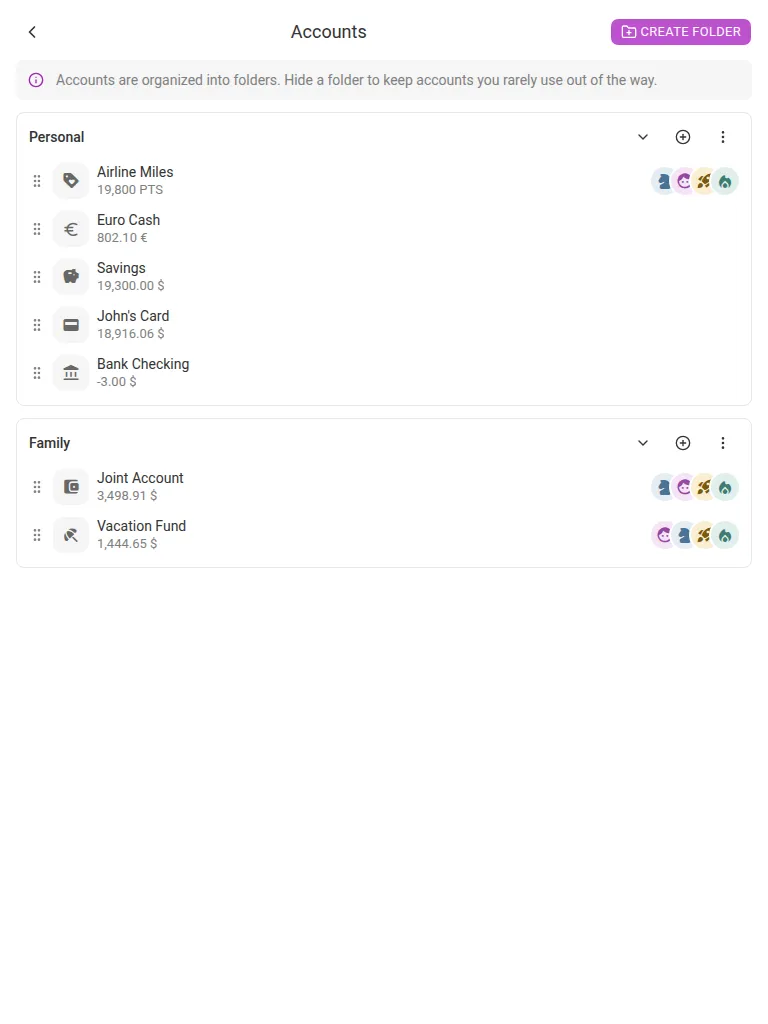 Accounts
CREATE FOLDER
Accounts are organized into folders. Hide a folder to keep accounts you rarely use out of the way.
Personal
Airline Miles
19,800 PTS
Euro Cash
802.10 €
Savings
19,300.00 $
John's Card
18,916.06 $
Bank Checking
-3.00 $
Family
Joint Account
3,498.91 $
Vacation Fund
1,444.65 $